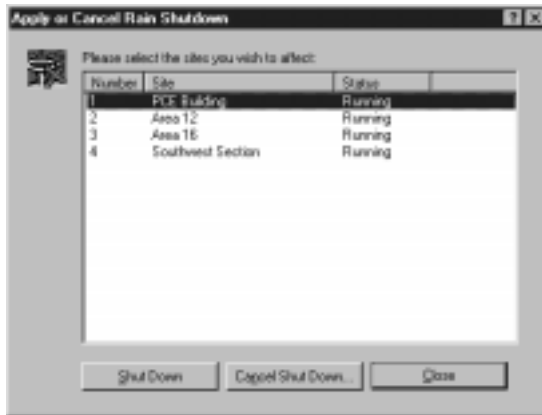 Apply or Cancel Rain Shutdown
Please select the sites you wish to affect:
Number Site Status
1 PCE Building Running
2 Area 12 Running
3 Area 16 Running
4 Southwest Section Running
Shut Down Cancel Shut Down... Close